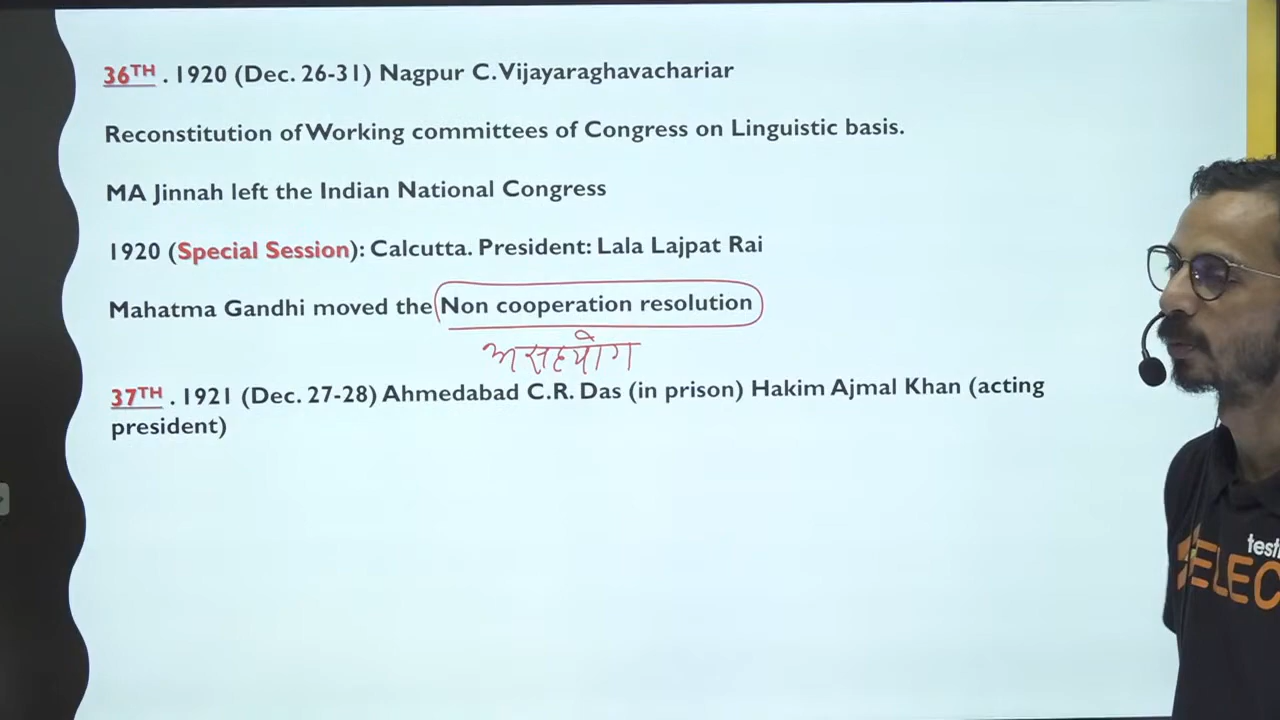 36TH . 1920 (Dec. 26-31) Nagpur C.Vijayaraghavachariar
Reconstitution of Working committees of Congress on Linguistic basis.
MA Jinnah left the Indian National Congress
1920 (Special Session): Calcutta. President: Lala Lajpat Rai
Mahatma Gandhi moved the Non cooperation resolution
असहयोग
37TH . 1921 (Dec. 27-28) Ahmedabad C.R. Das (in prison) Hakim Ajmal Khan (acting
president)
test
SELEC